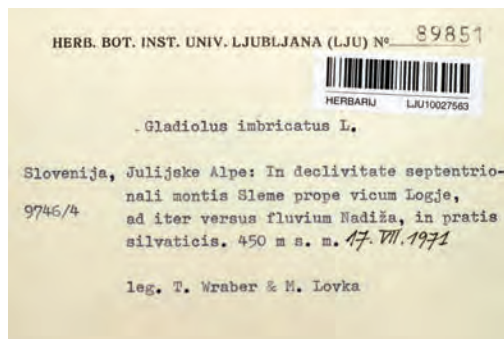 HERB. BOT. INST. UNIV. LJUBLJANA (LJU) Nº 89851
HERBARIJ LJU10027563
Gladiolus imbricatus L.
Slovenija, Julijske Alpe: In declivitate septentrio-
9746/4 nali montis Sleme prope vicum Logje,
ad iter versus fluvium Nadiža, in pratis
silvaticis. 450 m s. m. 17. VII. 1971
leg. T. Wraber & M. Lovka